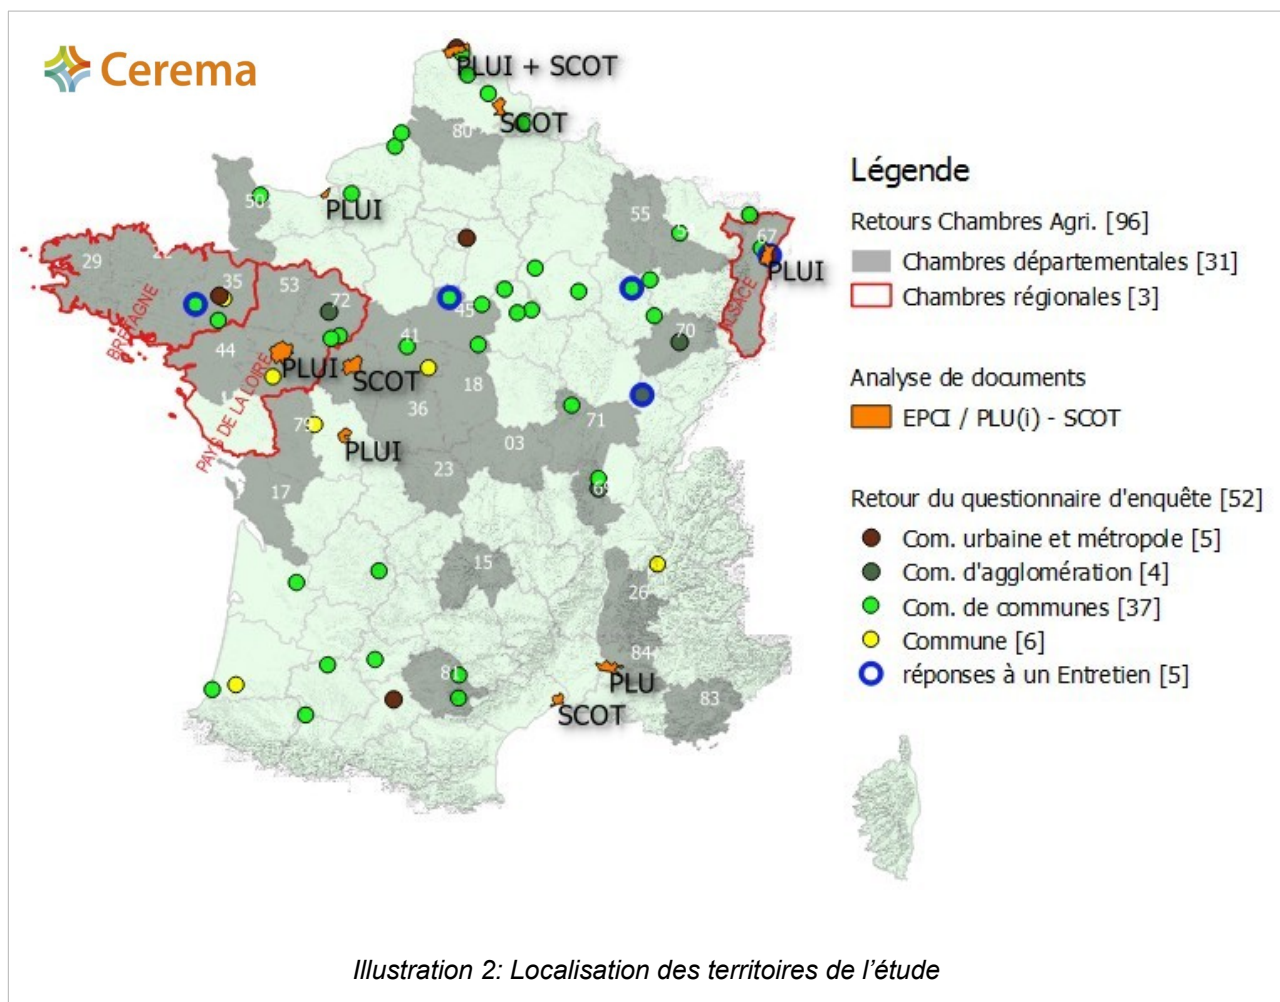 Cerema
PLUI + SCOT
SCOT
80
50
PLUI
55
67
PLUI
ALSACE
29
22
35
53
72
45
BRETAGNE
44
41
70
PLUI
SCOT
18
PAYS DE LA LOIRE
36
71
79
PLUI
03
23
17
69
15
26
84
81
PLU
83
SCOT
Légende
Retours Chambres Agri. [96]
Chambres départementales [31]
Chambres régionales [3]
Analyse de documents
EPCI / PLU(i) - SCOT
Retour du questionnaire d'enquête [52]
Com. urbaine et métropole [5]
Com. d'agglomération [4]
Com. de communes [37]
Commune [6]
réponses à un Entretien [5]
Illustration 2: Localisation des territoires de l'étude